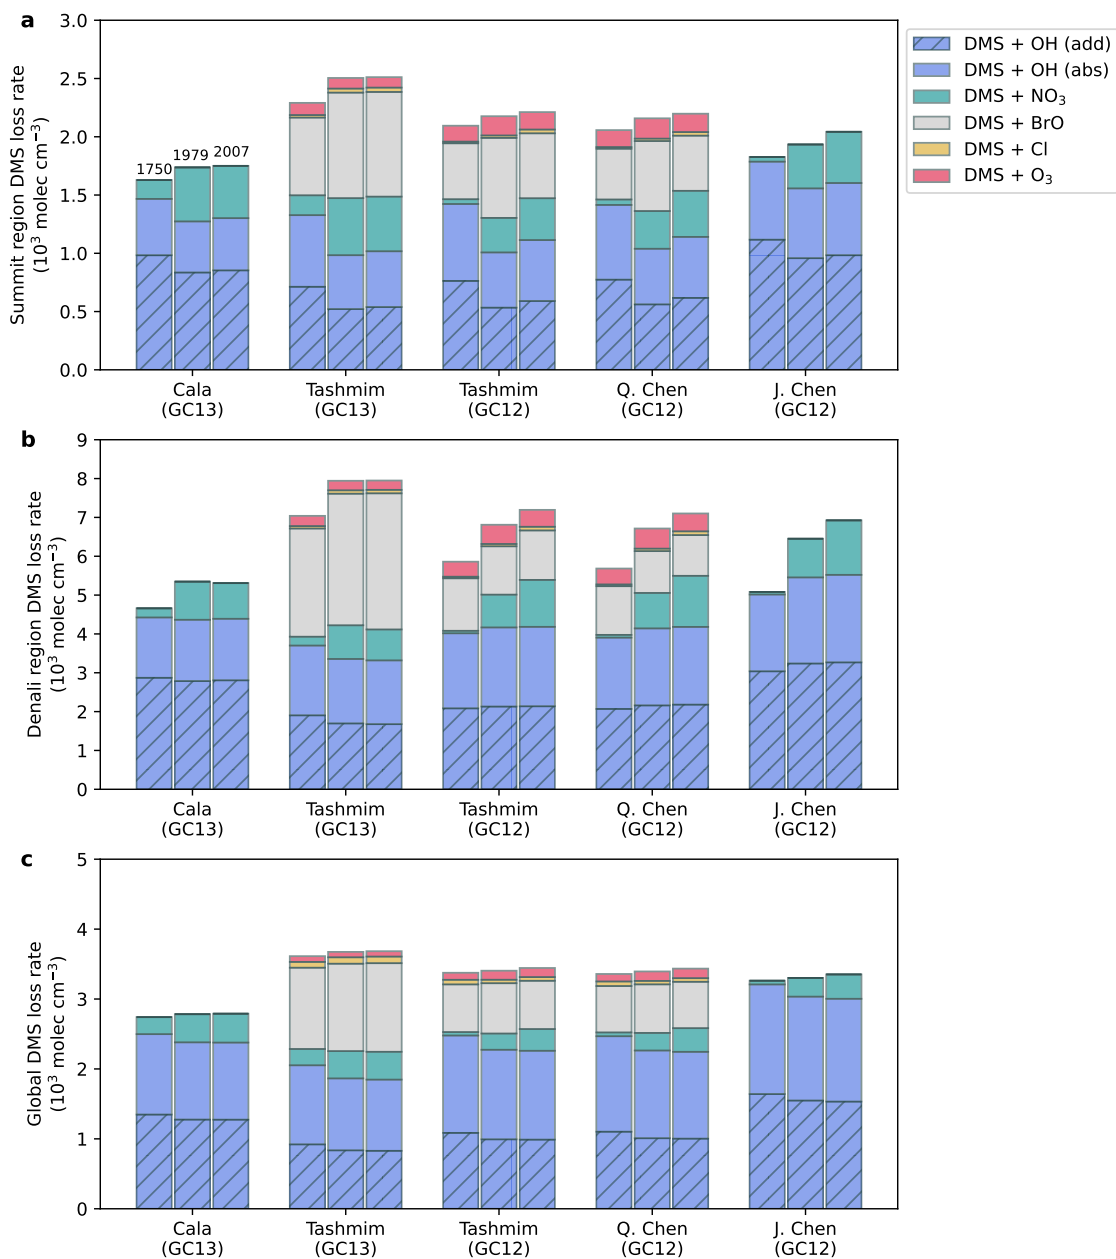 a
Summit region DMS loss rate
(10³ molec cm⁻³)
3.0
2.5
2.0
1.5
1.0
0.5
0.0
1750 1979 2007
Cala
(GC13)
Tashmim
(GC13)
Tashmim
(GC12)
Q. Chen
(GC12)
J. Chen
(GC12)
DMS + OH (add)
DMS + OH (abs)
DMS + NO₃
DMS + BrO
DMS + Cl
DMS + O₃
b
Denali region DMS loss rate
(10³ molec cm⁻³)
9
8
7
6
5
4
3
2
1
0
Cala
(GC13)
Tashmim
(GC13)
Tashmim
(GC12)
Q. Chen
(GC12)
J. Chen
(GC12)
c
Global DMS loss rate
(10³ molec cm⁻³)
5
4
3
2
1
0
Cala
(GC13)
Tashmim
(GC13)
Tashmim
(GC12)
Q. Chen
(GC12)
J. Chen
(GC12)